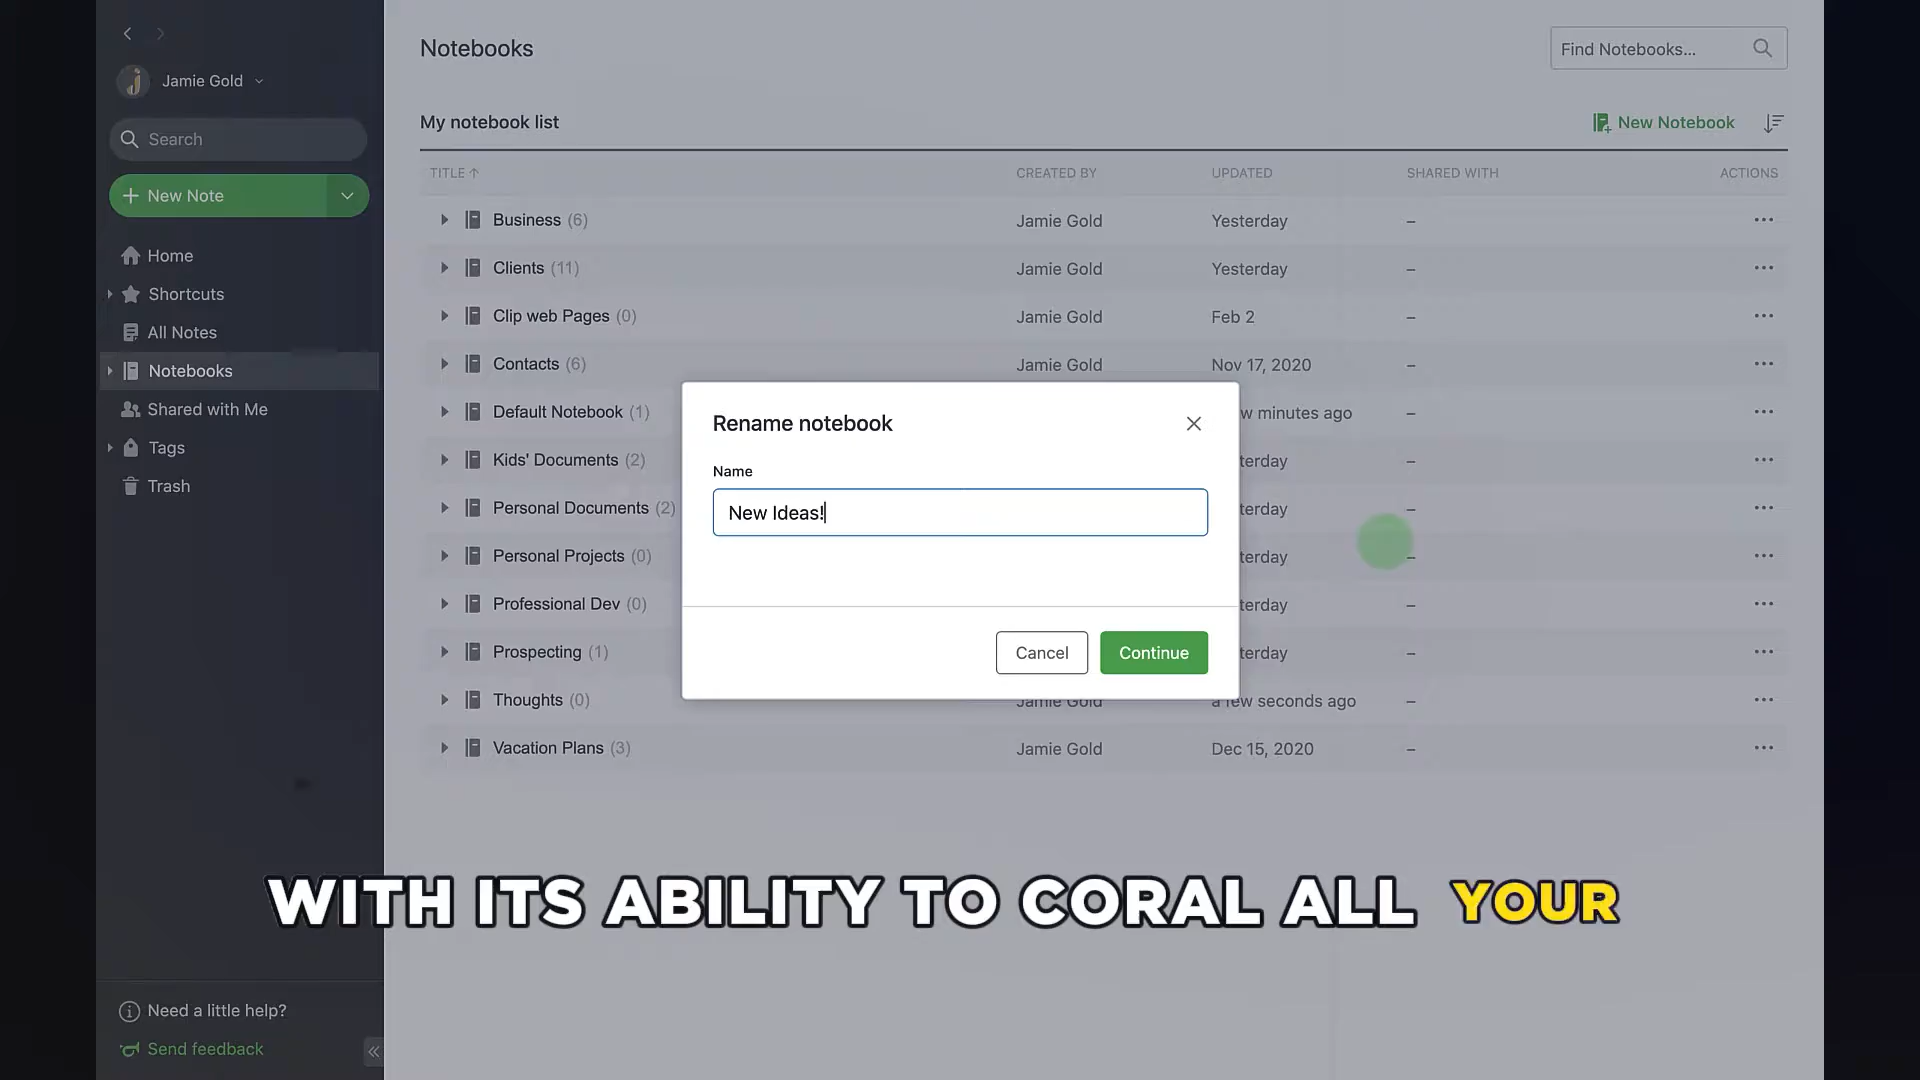 Jamie Gold
Search
New Note
Home
Shortcuts
All Notes
Notebooks
Shared with Me
Tags
Trash
Need a little help?
Send feedback
Notebooks
Find Notebooks...
My notebook list
New Notebook
TITLE CREATED BY UPDATED SHARED WITH ACTIONS
Business (6) Jamie Gold Yesterday –
Clients (11) Jamie Gold Yesterday –
Clip web Pages (0) Jamie Gold Feb 2 –
Contacts (6) Jamie Gold Nov 17, 2020 –
Default Notebook (1) minutes ago –
Kids' Documents (2) –
Personal Documents (2) –
Personal Projects (0) –
Professional Dev (0) –
Prospecting (1) –
Thoughts (0) Jamie Gold a few seconds ago –
Vacation Plans (3) Jamie Gold Dec 15, 2020 –
Rename notebook
Name
New Ideas!
Cancel Continue
WITH ITS ABILITY TO CORAL ALL YOUR